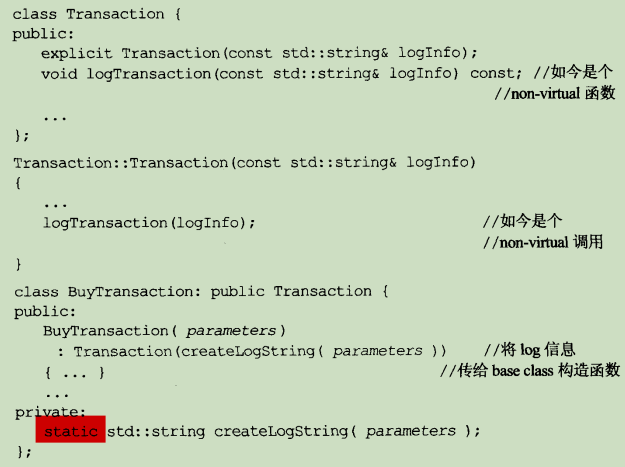 class Transaction {
public:
explicit Transaction(const std::string& logInfo);
void logTransaction(const std::string& logInfo) const; //如今是个
//non-virtual 函数
...
};
Transaction::Transaction(const std::string& logInfo)
{
...
logTransaction(logInfo); //如今是个
//non-virtual 调用
}
class BuyTransaction: public Transaction {
public:
BuyTransaction( parameters )
: Transaction(createLogString( parameters )) //将 log 信息
{ ... } //传给 base class 构造函数
...
private:
static std::string createLogString( parameters );
};